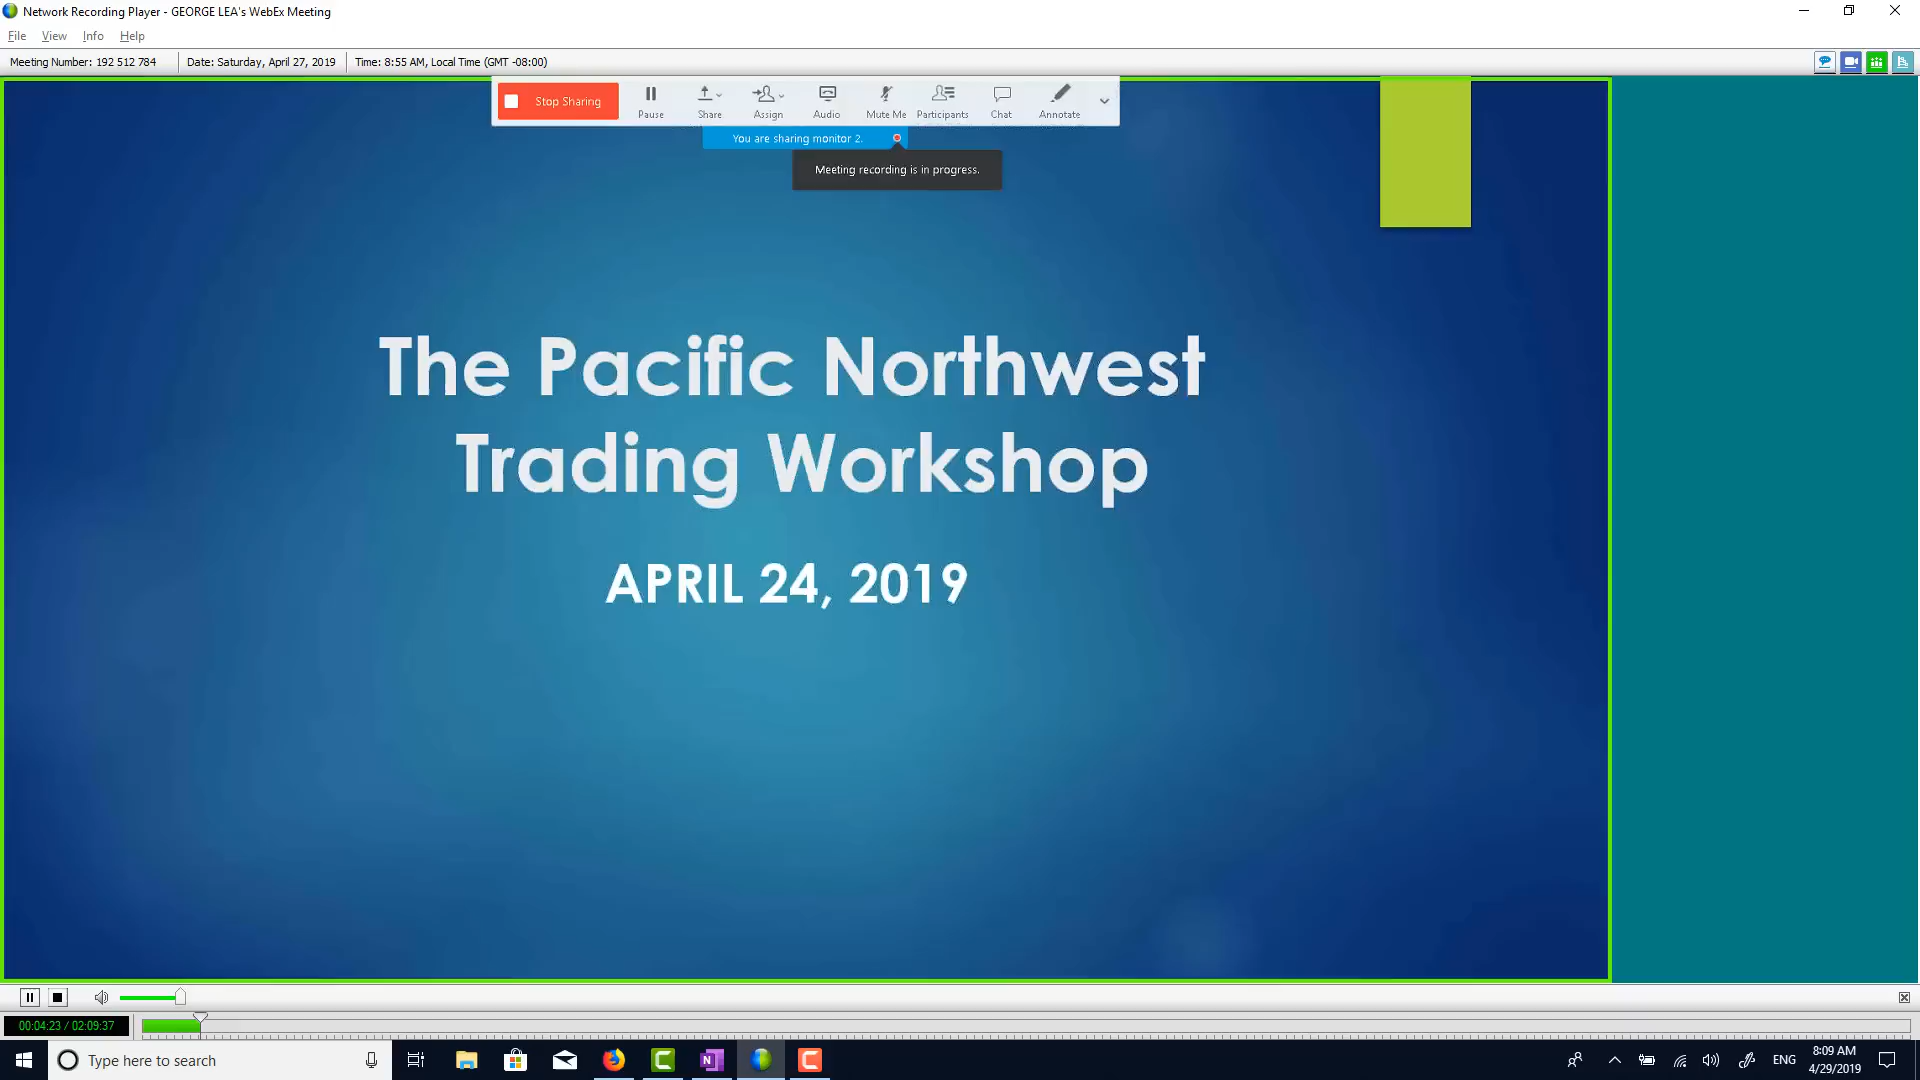 Network Recording Player - GEORGE LEA's WebEx Meeting
File View Info Help
Meeting Number: 192 512 784 Date: Saturday, April 27, 2019 Time: 8:55 AM, Local Time (GMT -08:00)
Stop Sharing Pause Share Assign Audio Mute Me Participants Chat Annotate
You are sharing monitor 2.
Meeting recording is in progress.
The Pacific Northwest
Trading Workshop
APRIL 24, 2019
00:04:23 / 02:09:37
Type here to search
ENG
8:09 AM
4/29/2019